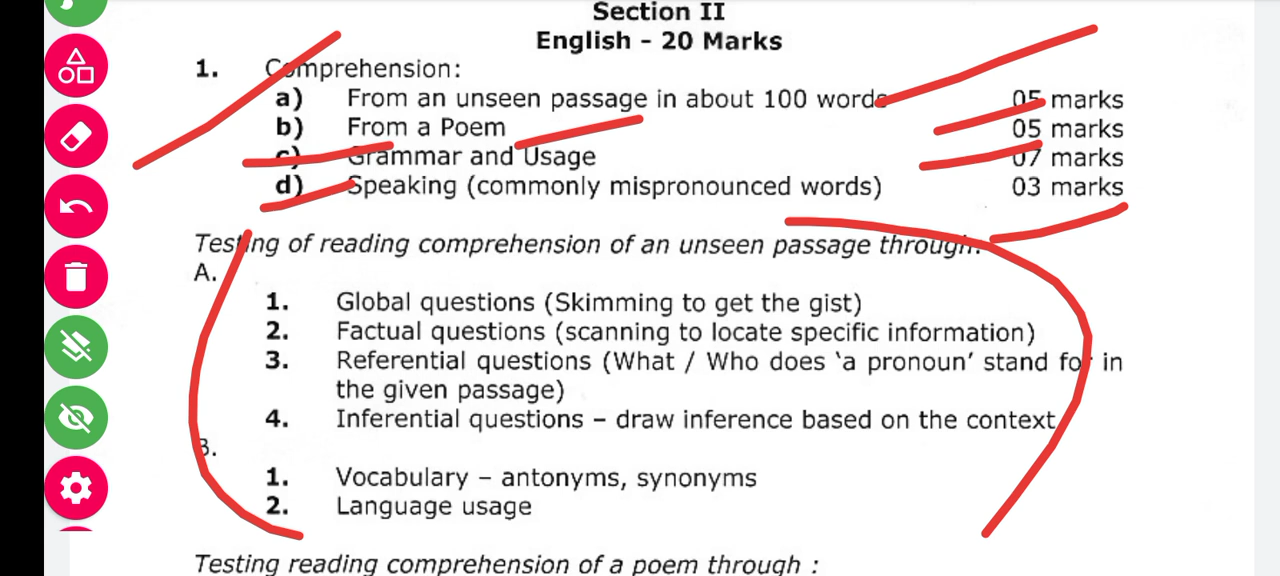 Section II
English - 20 Marks
1. Comprehension:
a) From an unseen passage in about 100 words 05 marks
b) From a Poem 05 marks
c) Grammar and Usage 07 marks
d) Speaking (commonly mispronounced words) 03 marks
Testing of reading comprehension of an unseen passage through:
A.
1. Global questions (Skimming to get the gist)
2. Factual questions (scanning to locate specific information)
3. Referential questions (What / Who does ‘a pronoun’ stand for in
the given passage)
4. Inferential questions – draw inference based on the context
B.
1. Vocabulary – antonyms, synonyms
2. Language usage
Testing reading comprehension of a poem through :